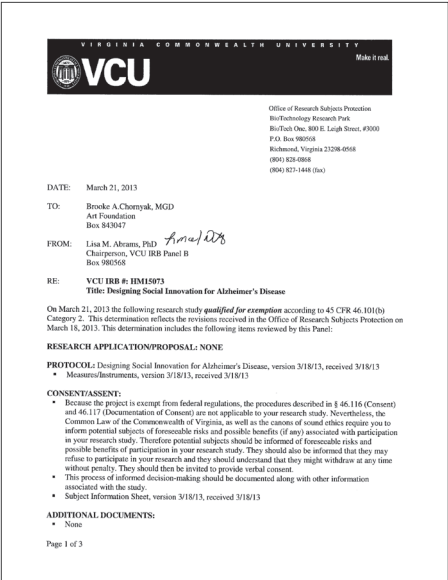 VIRGINIA COMMONWEALTH UNIVERSITY
Make it real.
VCU
Office of Research Subjects Protection
BioTechnology Research Park
BioTech One, 800 E. Leigh Street, #3000
P.O. Box 980568
Richmond, Virginia 23298-0568
(804) 828-0868
(804) 827-1448 (fax)
DATE: March 21, 2013
TO: Brooke A.Chornyak, MGD
Art Foundation
Box 843047
FROM: Lisa M. Abrams, PhD
Chairperson, VCU IRB Panel B
Box 980568
RE: VCU IRB #: HM15073
Title: Designing Social Innovation for Alzheimer's Disease
On March 21, 2013 the following research study qualified for exemption according to 45 CFR 46.101(b)
Category 2. This determination reflects the revisions received in the Office of Research Subjects Protection on
March 18, 2013. This determination includes the following items reviewed by this Panel:
RESEARCH APPLICATION/PROPOSAL: NONE
PROTOCOL: Designing Social Innovation for Alzheimer's Disease, version 3/18/13, received 3/18/13
▪ Measures/Instruments, version 3/18/13, received 3/18/13
CONSENT/ASSENT:
▪ Because the project is exempt from federal regulations, the procedures described in § 46.116 (Consent)
and 46.117 (Documentation of Consent) are not applicable to your research study. Nevertheless, the
Common Law of the Commonwealth of Virginia, as well as the canons of sound ethics require you to
inform potential subjects of foreseeable risks and possible benefits (if any) associated with participation
in your research study. Therefore potential subjects should be informed of foreseeable risks and
possible benefits of participation in your research study. They should also be informed that they may
refuse to participate in your research and they should understand that they might withdraw at any time
without penalty. They should then be invited to provide verbal consent.
▪ This process of informed decision-making should be documented along with other information
associated with the study.
▪ Subject Information Sheet, version 3/18/13, received 3/18/13
ADDITIONAL DOCUMENTS:
▪ None
Page 1 of 3